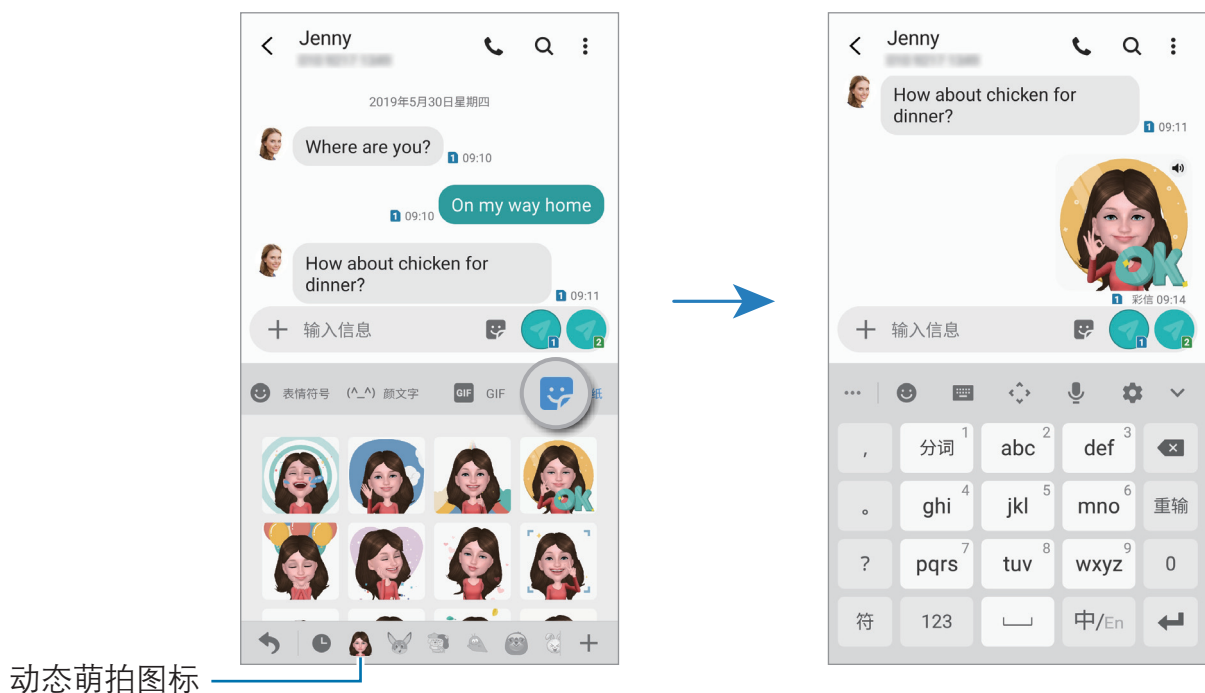 Jenny
2019年5月30日星期四
Where are you?
1 09:10
On my way home
1 09:10
How about chicken for
dinner?
1 09:11
输入信息
1
2
表情符号
(^_^) 颜文字
GIF GIF
纸
OK
动态萌拍图标
Jenny
How about chicken for
dinner?
1 09:11
OK
1 彩信 09:14
输入信息
1
2
, 分词 1 abc 2 def 3
。 ghi 4 jkl 5 mno 6 重输
? pqrs 7 tuv 8 wxyz 9 0
符 123 中/En